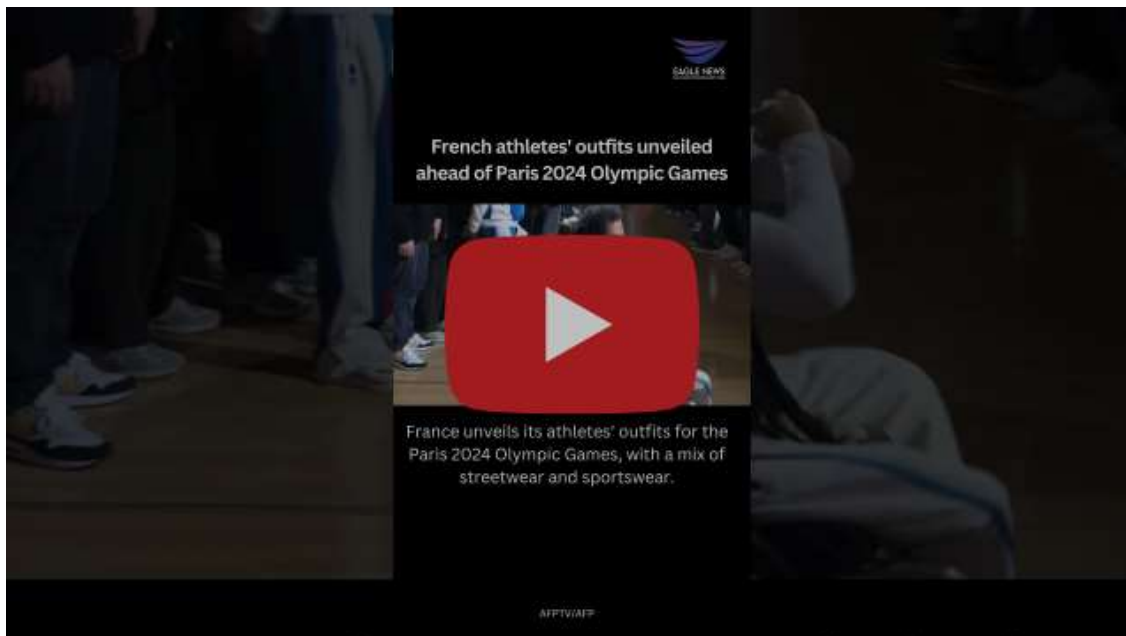 EAGLE NEWS
French athletes' outfits unveiled
ahead of Paris 2024 Olympic Games
France unveils its athletes' outfits for the
Paris 2024 Olympic Games, with a mix of
streetwear and sportswear.
AFPTV/AFP